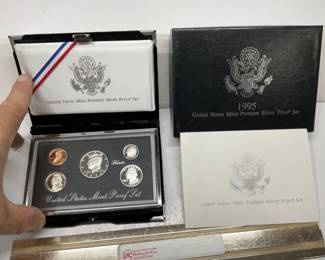 United States Mint Premier Silver Proof Set
1995
United States Mint Premier Silver Proof Set
Silver
United States Mint Proof Set
United States Mint Premier Silver Proof Set